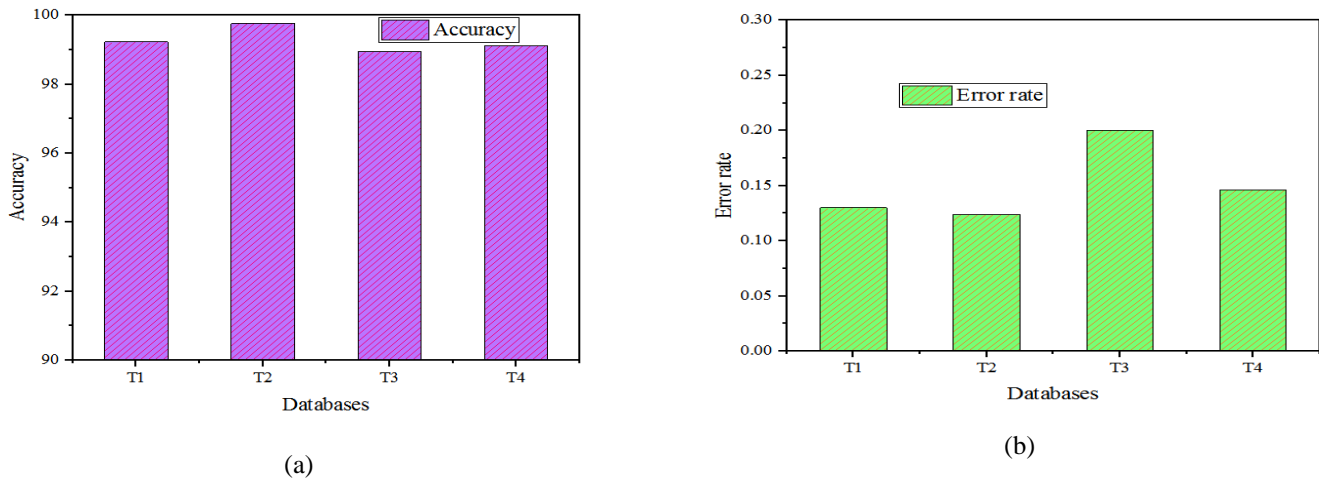 100
98
96
94
92
90
Accuracy
Accuracy
T1 T2 T3 T4
Databases
(a)
0.30
0.25
0.20
0.15
0.10
0.05
0.00
Error rate
Error rate
T1 T2 T3 T4
Databases
(b)